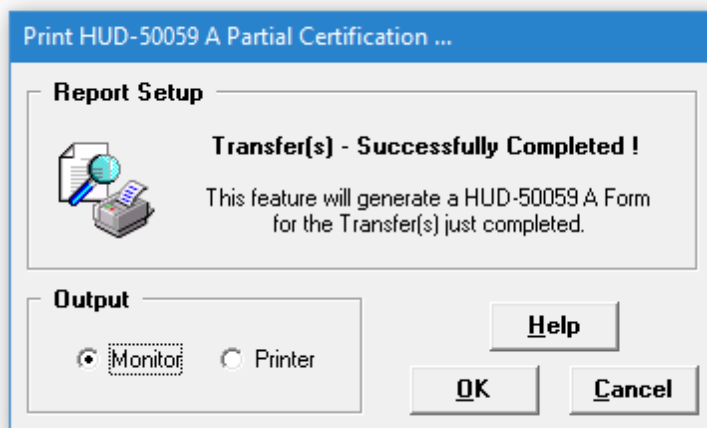 Print HUD-50059 A Partial Certification ...
Report Setup
Transfer(s) - Successfully Completed !
This feature will generate a HUD-50059 A Form
for the Transfer(s) just completed.
Output
Monitor
Printer
Help
OK
Cancel